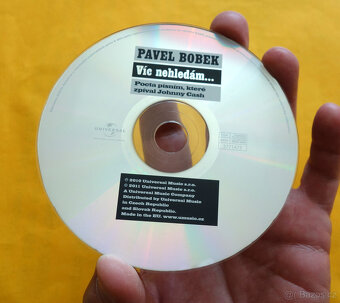 PAVEL BOBEK
Víc nehledám...
Pocta písním, které
zpíval Johnny Cash
UNIVERSAL
℗ 2010 Universal Music s.r.o.
© 2011 Universal Music s.r.o.
A Universal Music Company
Distributed by Universal Music
in Czech Republic
and Slovak Republic.
Made in the EU. www.umusic.cz